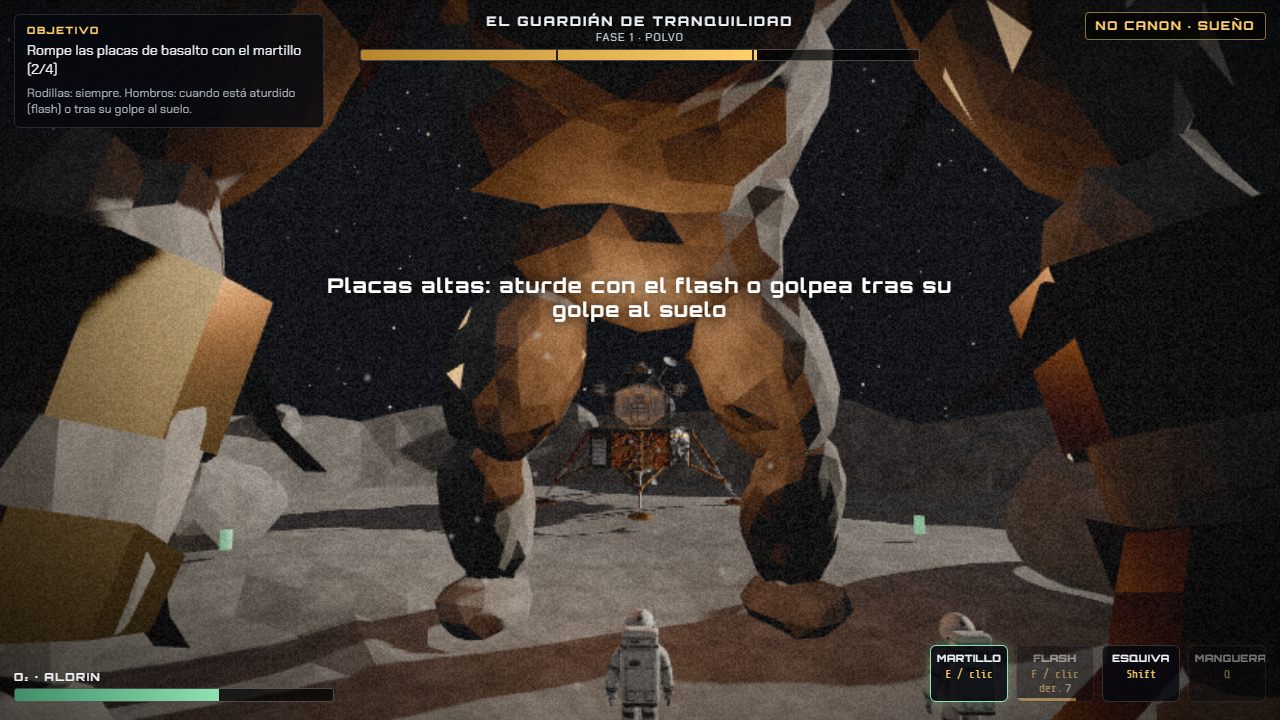 OBJETIVO
Rompe las placas de basalto con el martillo
(2/4)
Rodillas: siempre. Hombros: cuando está aturdido
(flash) o tras su golpe al suelo.
EL GUARDIÁN DE TRANQUILIDAD
FASE 1 · POLVO
NO CANON · SUEÑO
Placas altas: aturde con el flash o golpea tras su
golpe al suelo
O₂ · ALDRIN
MARTILLO
E / clic
FLASH
F / clic
der. 7
ESQUIVA
Shift
MANGUERA
Q